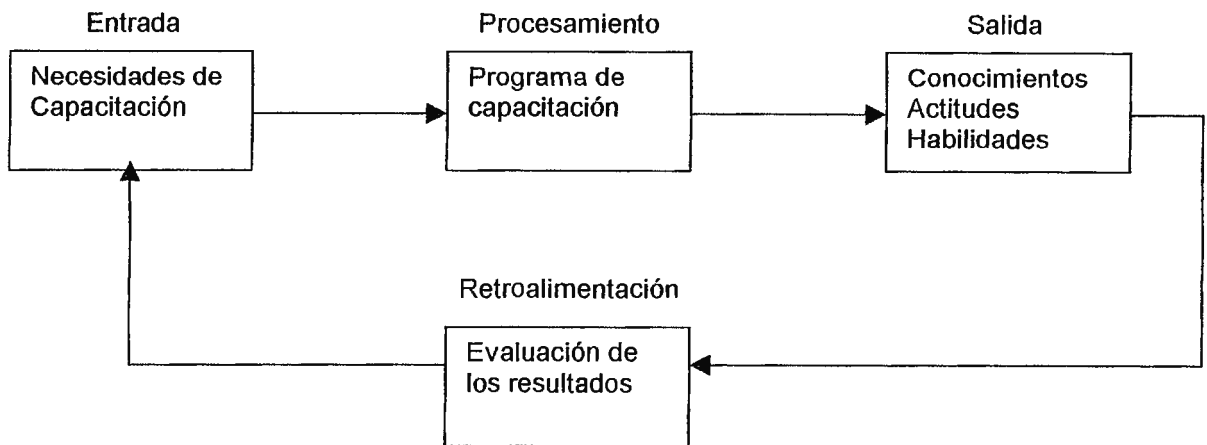 Entrada
Necesidades de
Capacitación
Procesamiento
Programa de
capacitación
Salida
Conocimientos
Actitudes
Habilidades
Retroalimentación
Evaluación de
los resultados